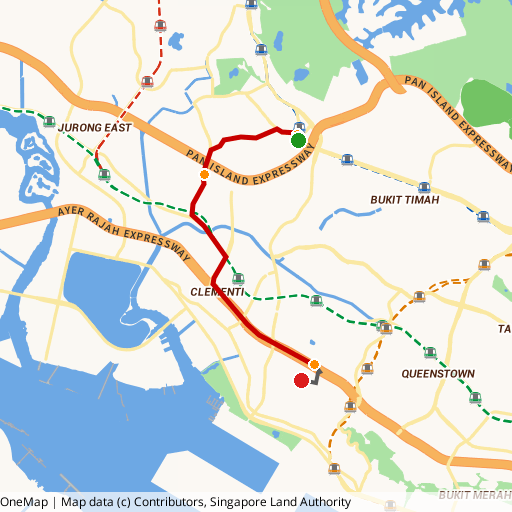 PAN ISLAND EXPRESSWAY
JURONG EAST
PAN ISLAND EXPRESSWAY
BUKIT TIMAH
AYER RAJAH EXPRESSWAY
CLEMENTI
TA
QUEENSTOWN
BUKIT MERAH
OneMap | Map data (c) Contributors, Singapore Land Authority